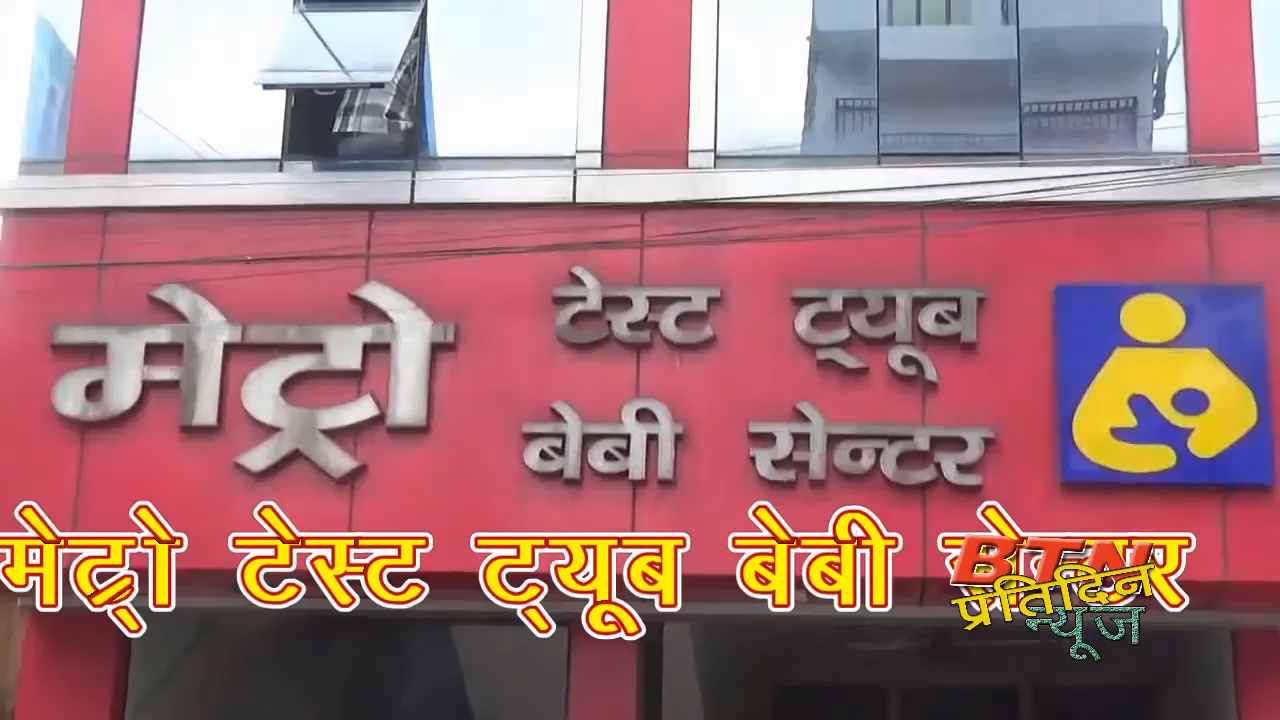 मेट्रो
टेस्ट ट्यूब
बेबी सेन्टर
मेट्रो टेस्ट ट्यूब बेबी
BTN
प्रतिदिन
न्यूज़